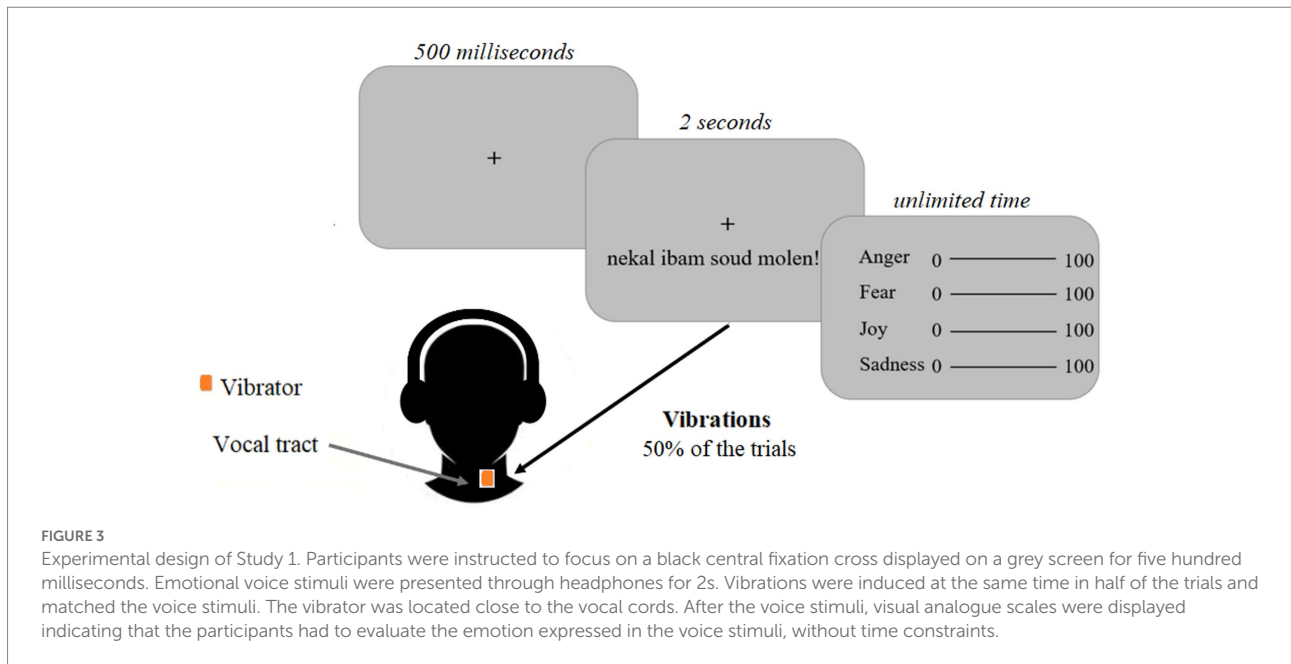 500 milliseconds
+
2 seconds
+
nekal ibam soud molen!
unlimited time
Anger 0 100
Fear 0 100
Joy 0 100
Sadness 0 100
Vibrator
Vocal tract
Vibrations
50% of the trials
FIGURE 3
Experimental design of Study 1. Participants were instructed to focus on a black central fixation cross displayed on a grey screen for five hundred
milliseconds. Emotional voice stimuli were presented through headphones for 2s. Vibrations were induced at the same time in half of the trials and
matched the voice stimuli. The vibrator was located close to the vocal cords. After the voice stimuli, visual analogue scales were displayed
indicating that the participants had to evaluate the emotion expressed in the voice stimuli, without time constraints.